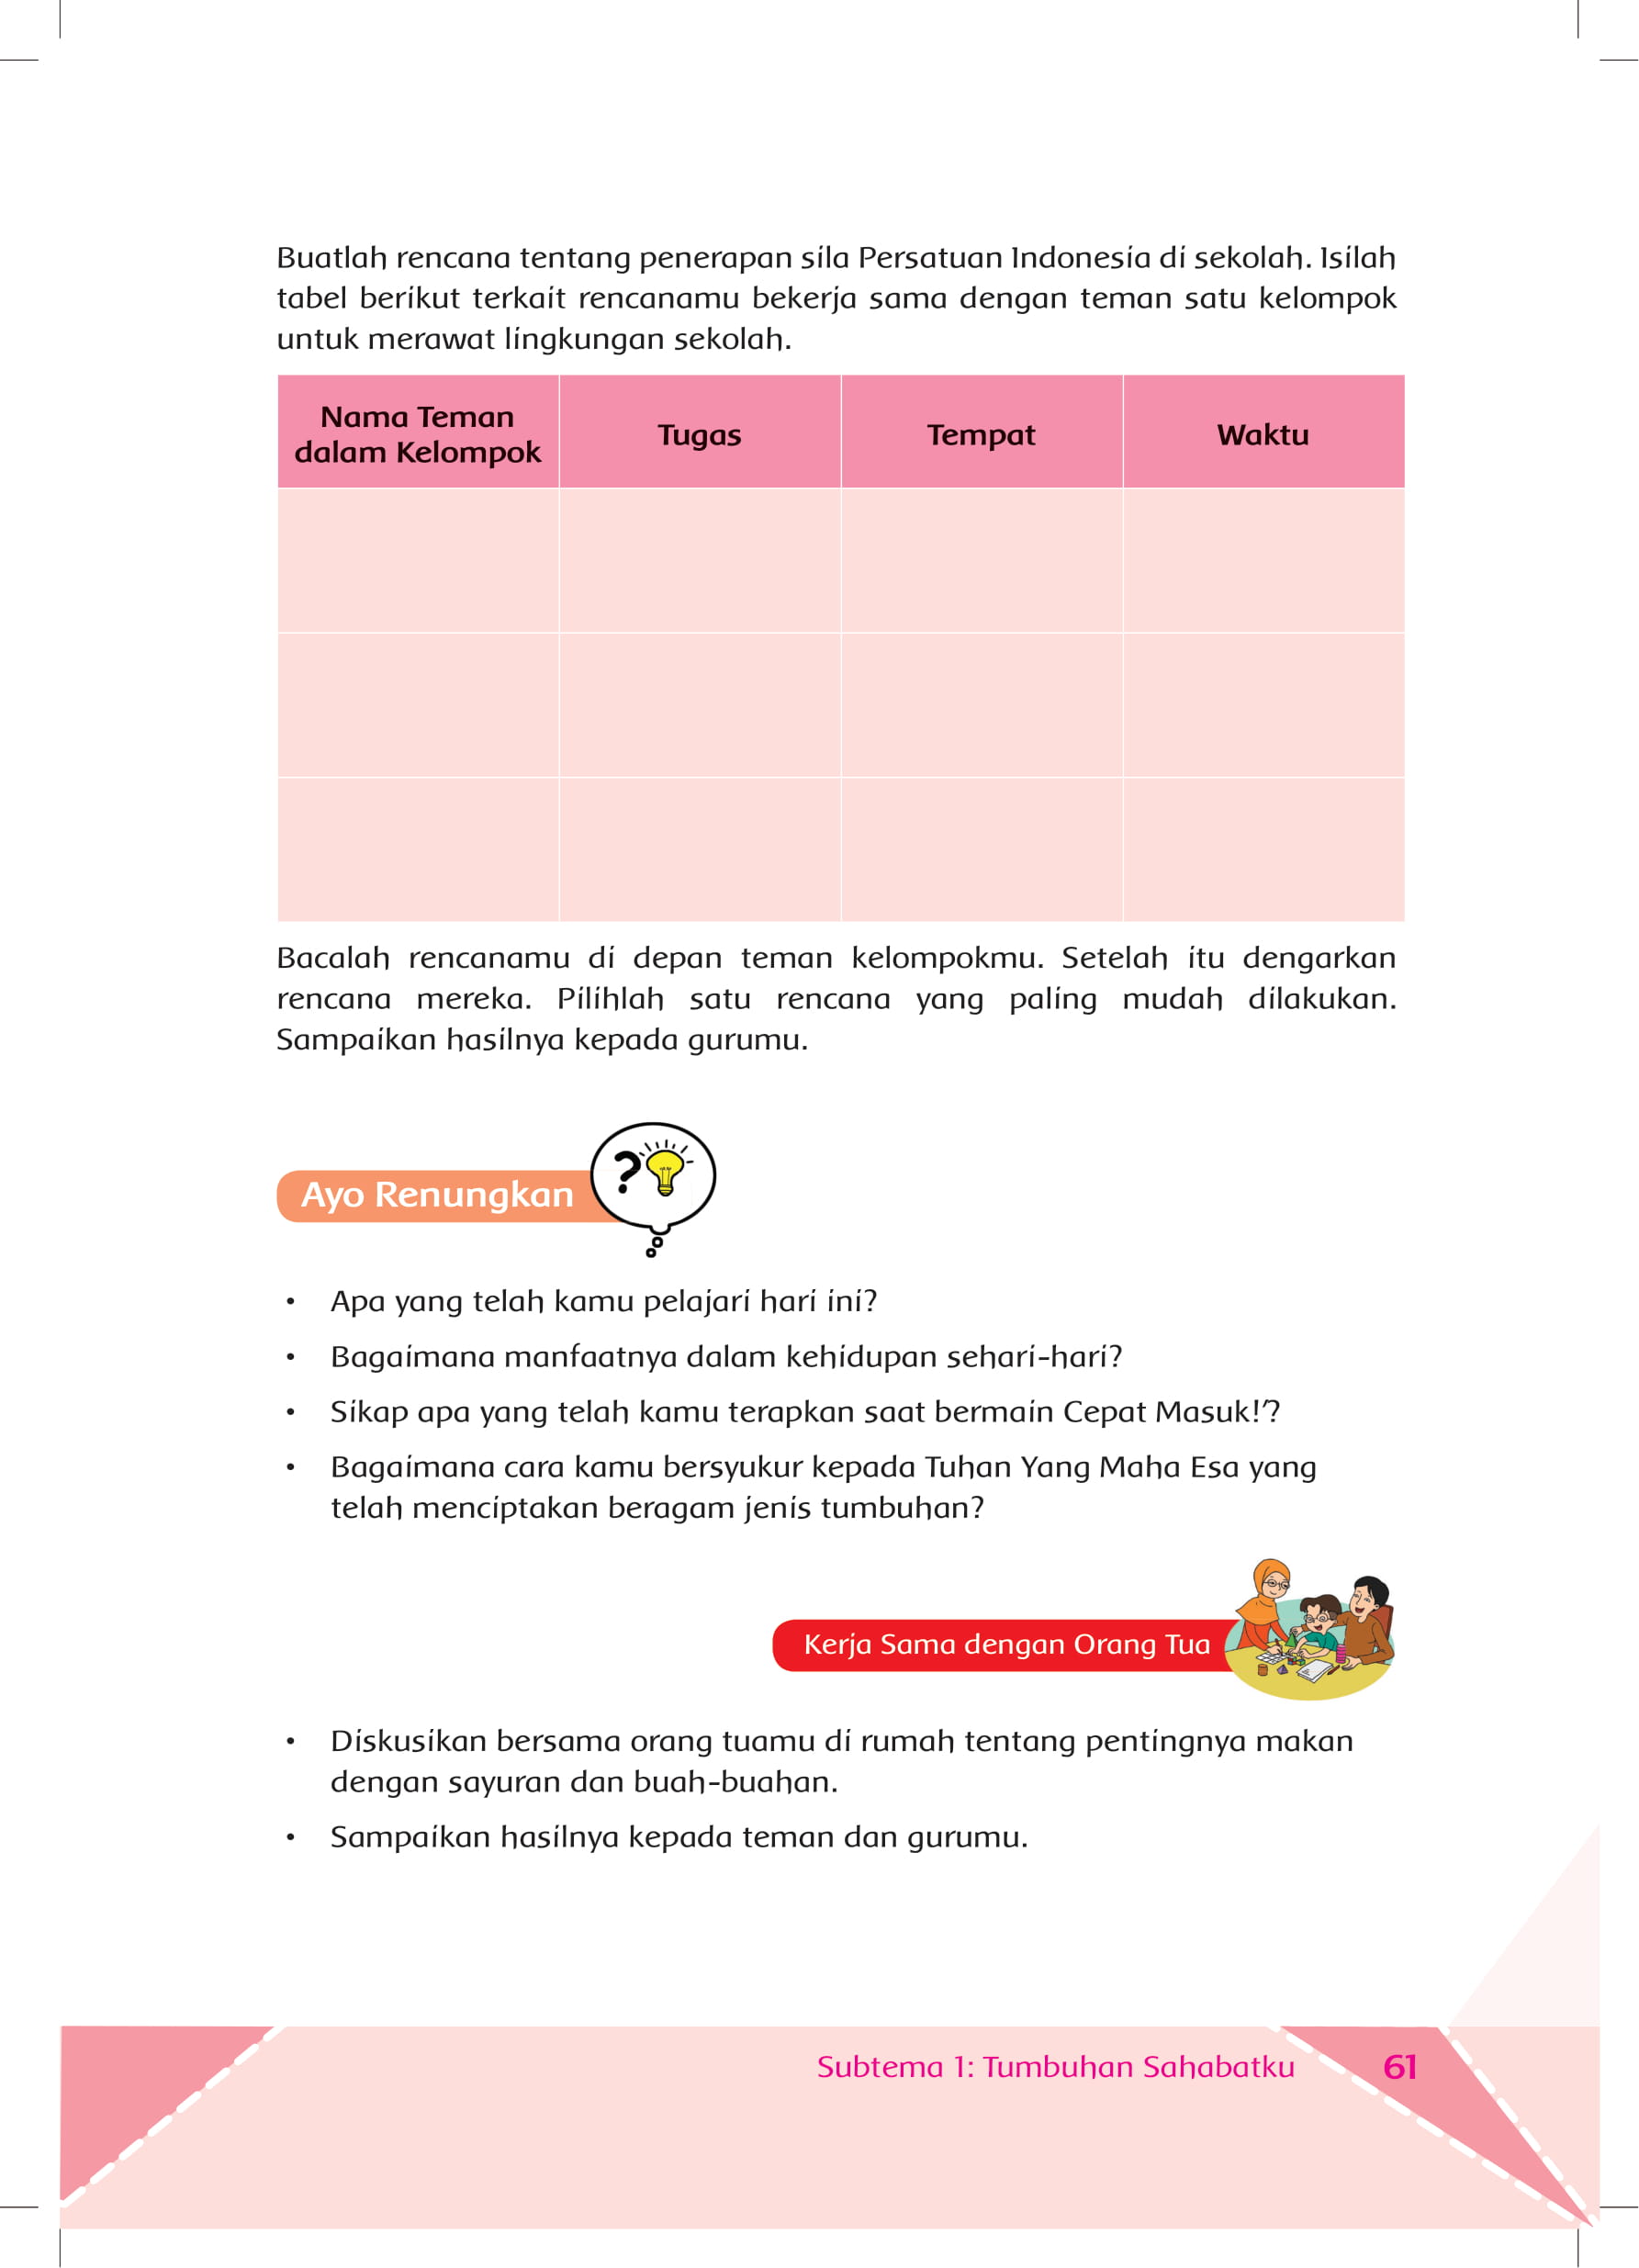 Buatlah rencana tentang penerapan sila Persatuan Indonesia di sekolah. Isilah
tabel berikut terkait rencanamu bekerja sama dengan teman satu kelompok
untuk merawat lingkungan sekolah.
Nama Teman
dalam Kelompok
Tugas
Tempat
Waktu
Bacalah rencanamu di depan teman kelompokmu. Setelah itu dengarkan
rencana mereka. Pilihlah satu rencana yang paling mudah dilakukan.
Sampaikan hasilnya kepada gurumu.
?
Ayo Renungkan
• Apa yang telah kamu pelajari hari ini?
• Bagaimana manfaatnya dalam kehidupan sehari-hari?
• Sikap apa yang telah kamu terapkan saat bermain Cepat Masuk!’?
• Bagaimana cara kamu bersyukur kepada Tuhan Yang Maha Esa yang
telah menciptakan beragam jenis tumbuhan?
Kerja Sama dengan Orang Tua
• Diskusikan bersama orang tuamu di rumah tentang pentingnya makan
dengan sayuran dan buah-buahan.
• Sampaikan hasilnya kepada teman dan gurumu.
Subtema 1: Tumbuhan Sahabatku 61